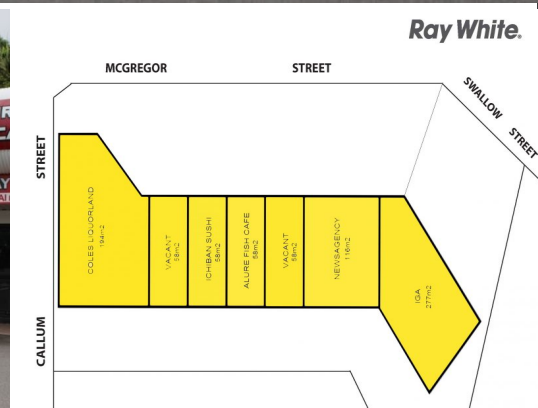 Ray White.
MCGREGOR STREET
SWALLOW STREET
CALLUM STREET
COLES LIQUORLAND
194m2
VACANT
58m2
ICHIBAN SUSHI
58m2
ALLURE FISH CAFE
58m2
VACANT
58m2
NEWSAGENCY
116m2
IGA
277m2